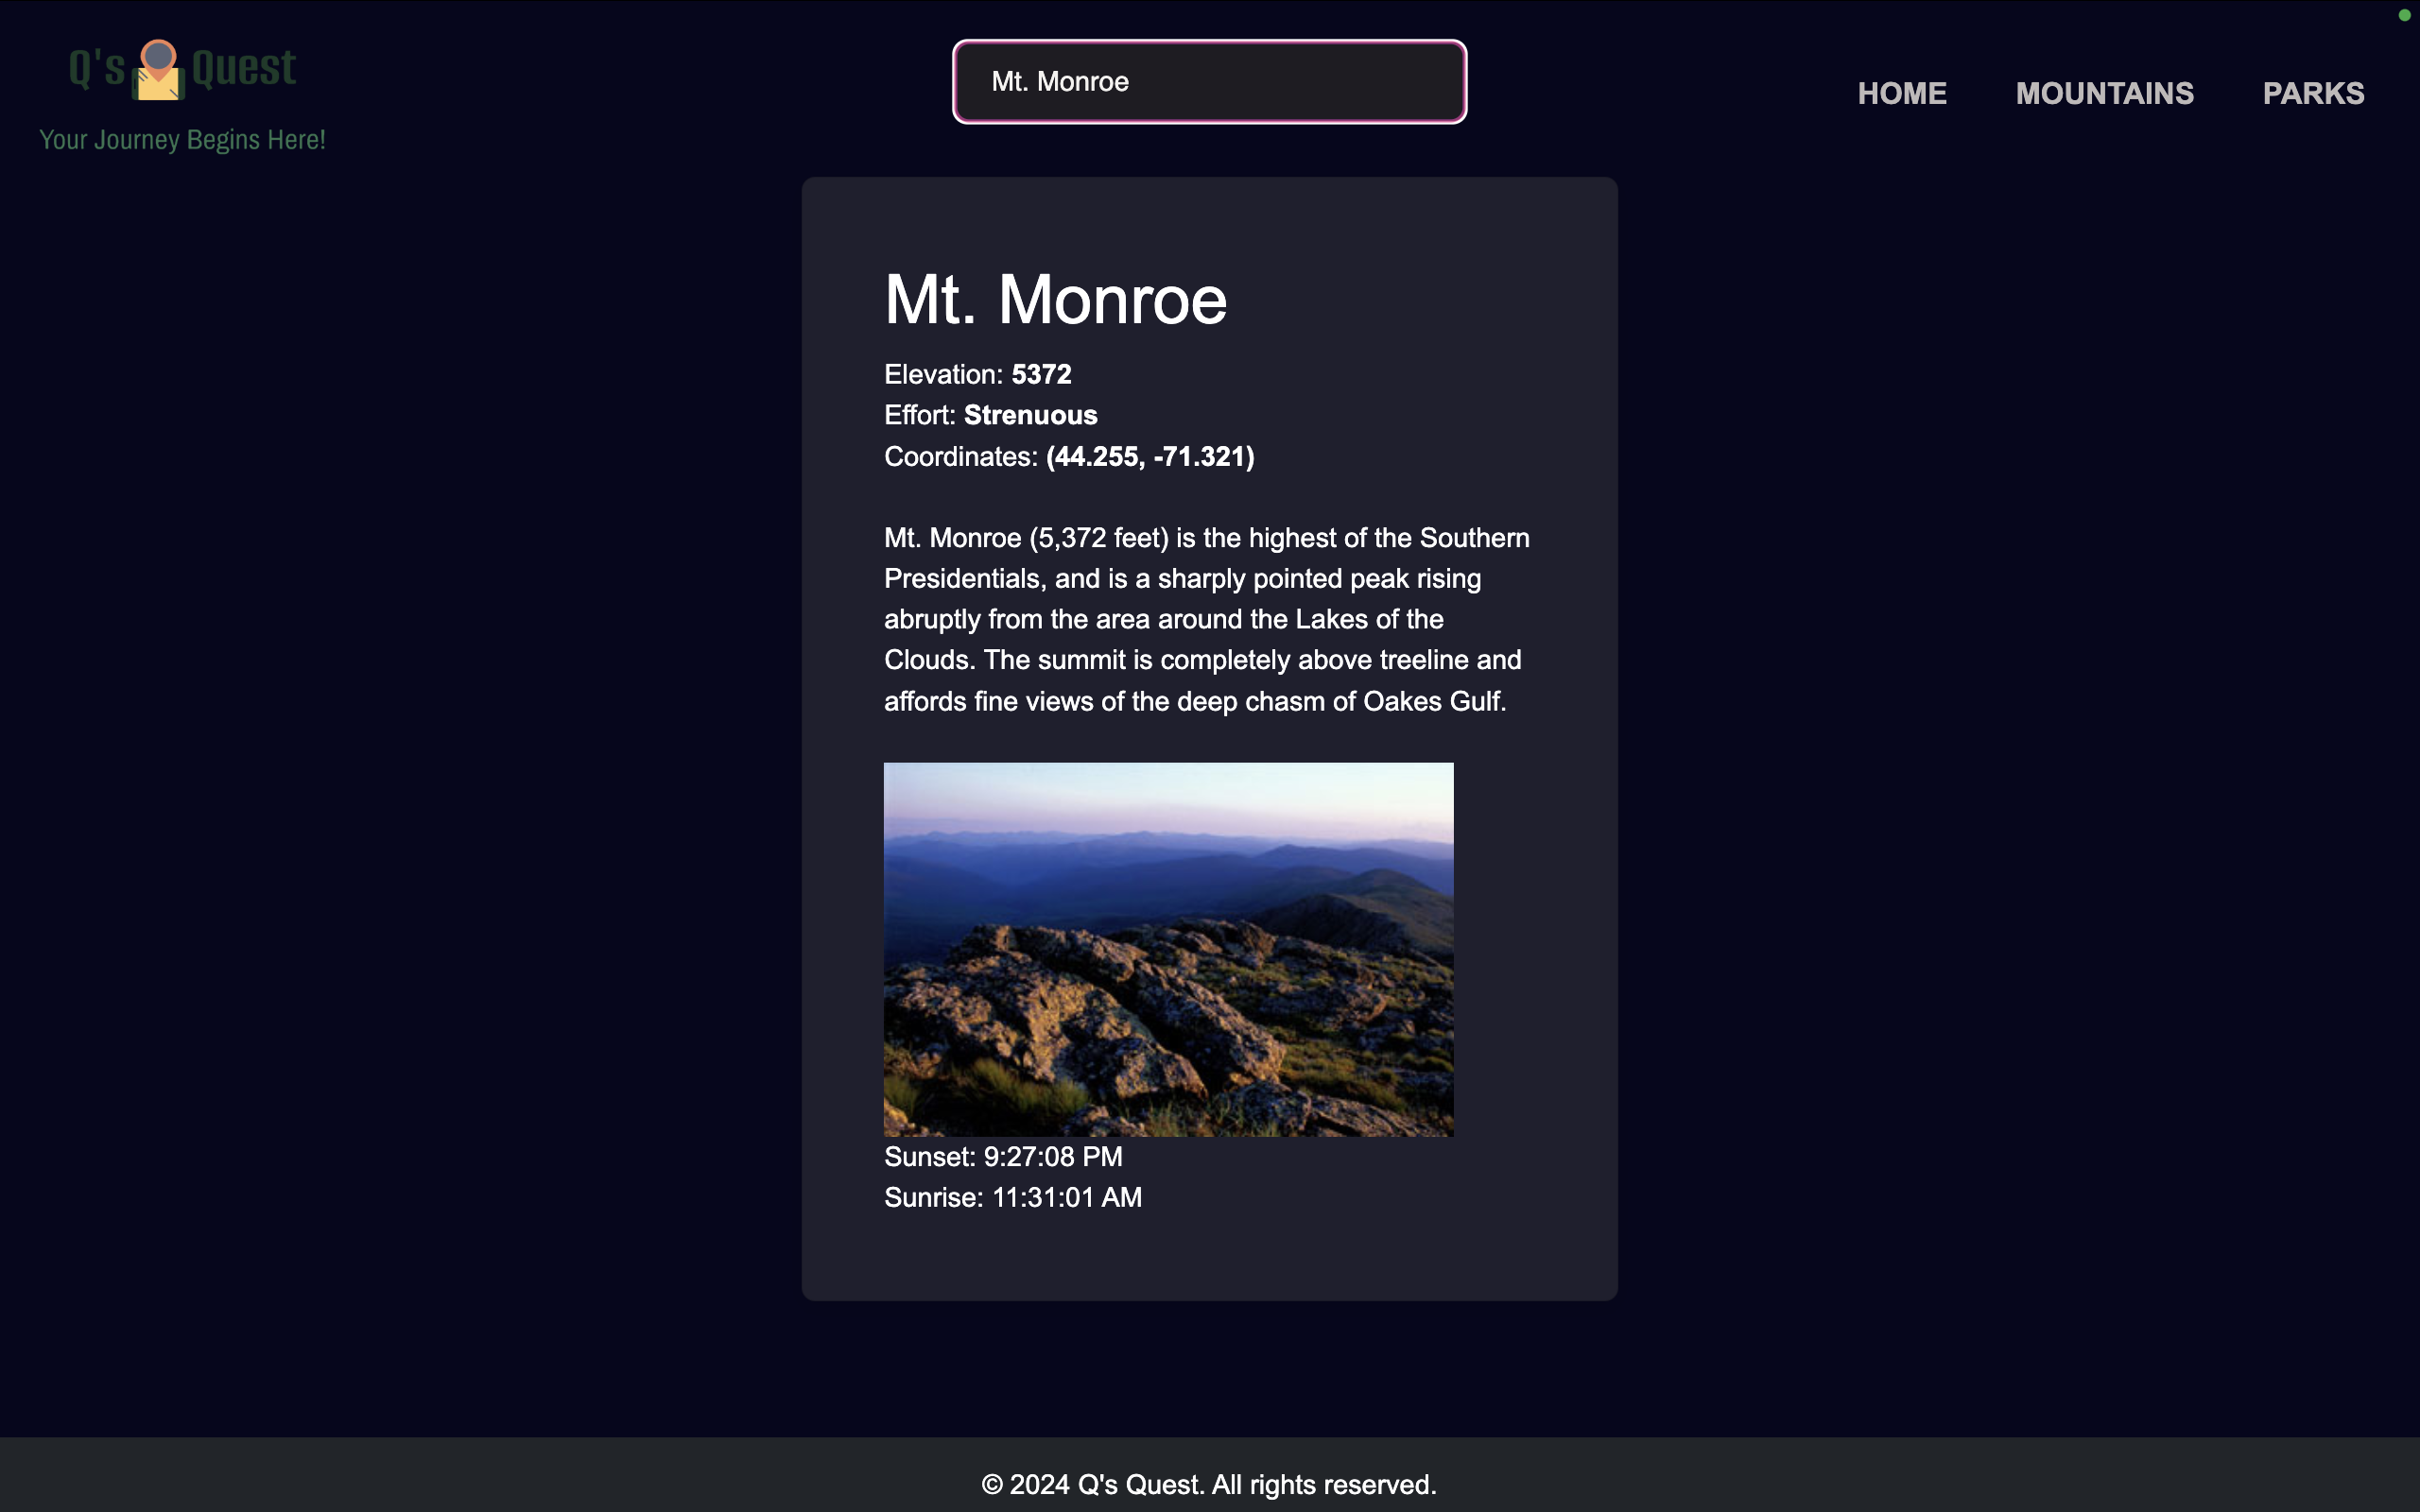 Q's Quest
Your Journey Begins Here!
Mt. Monroe
HOME MOUNTAINS PARKS
Mt. Monroe
Elevation: 5372
Effort: Strenuous
Coordinates: (44.255, -71.321)
Mt. Monroe (5,372 feet) is the highest of the Southern
Presidentials, and is a sharply pointed peak rising
abruptly from the area around the Lakes of the
Clouds. The summit is completely above treeline and
affords fine views of the deep chasm of Oakes Gulf.
Sunset: 9:27:08 PM
Sunrise: 11:31:01 AM
© 2024 Q's Quest. All rights reserved.